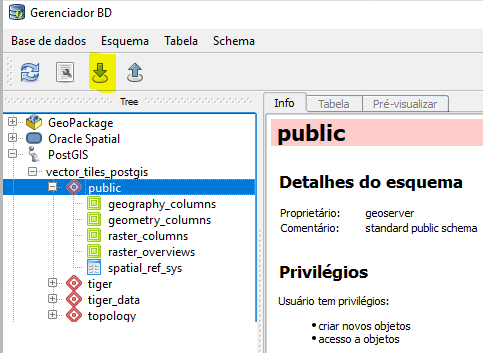 Gerenciador BD
Base de dados Esquema Tabela Schema
Tree
GeoPackage
Oracle Spatial
PostGIS
vector_tiles_postgis
public
geography_columns
geometry_columns
raster_columns
raster_overviews
spatial_ref_sys
tiger
tiger_data
topology
Info Tabela Pré-visualizar
public
Detalhes do esquema
Proprietário: geoserver
Comentário: standard public schema
Privilégios
Usuário tem privilégios:
• criar novos objetos
• acesso a objetos